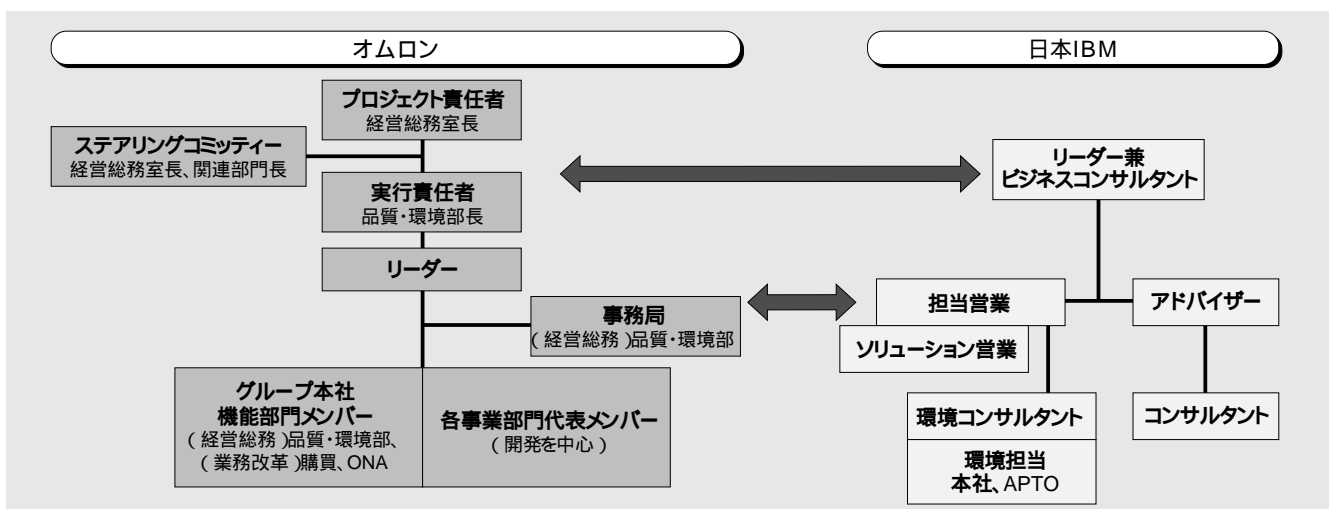 オムロン
プロジェクト責任者
経営総務室長
ステアリングコミッティー
経営総務室長、関連部門長
実行責任者
品質・環境部長
リーダー
事務局
（経営総務）品質・環境部
グループ本社
機能部門メンバー
（経営総務）品質・環境部、
（業務改革）購買、ONA
各事業部門代表メンバー
（開発を中心）
日本IBM
リーダー兼
ビジネスコンサルタント
担当営業
ソリューション営業
アドバイザー
環境コンサルタント
環境担当
本社、APTO
コンサルタント